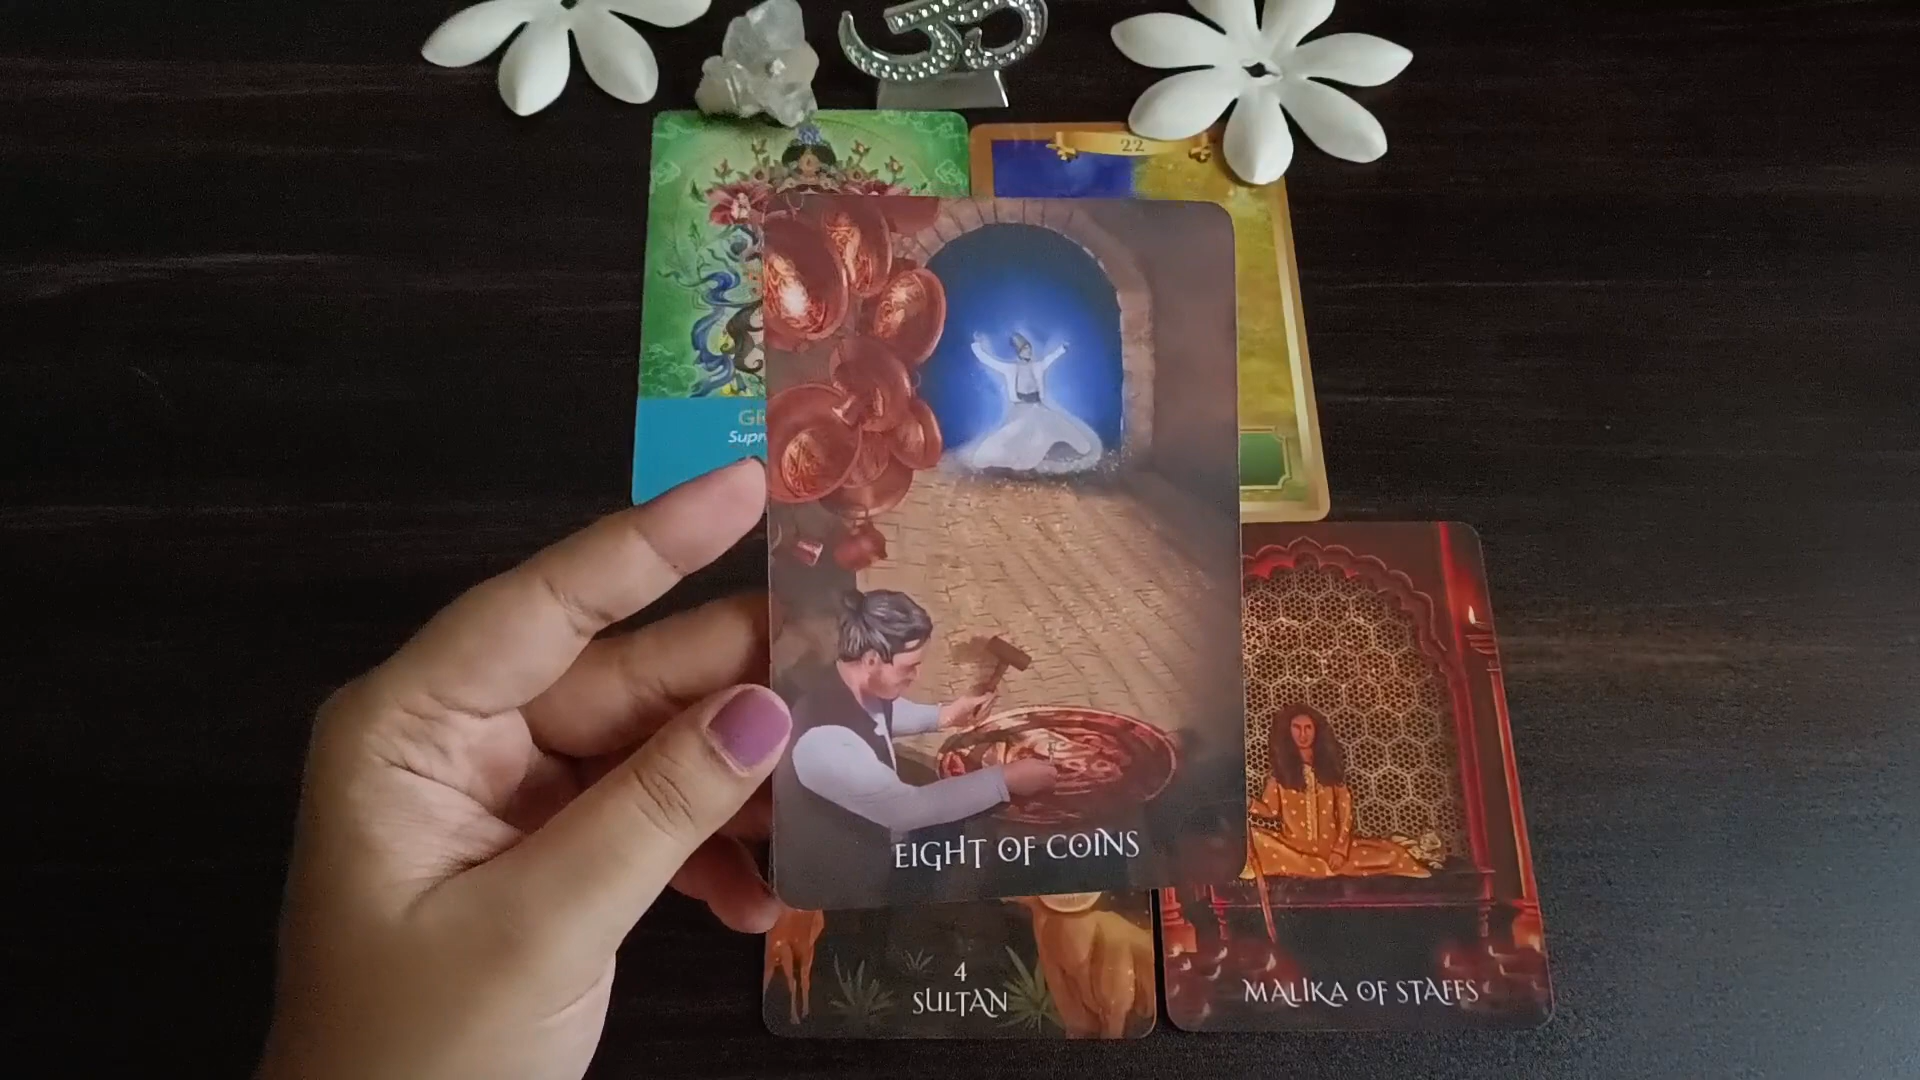 22
EIGHT OF COINS
4
SULTAN
MALIKA OF STAFFS